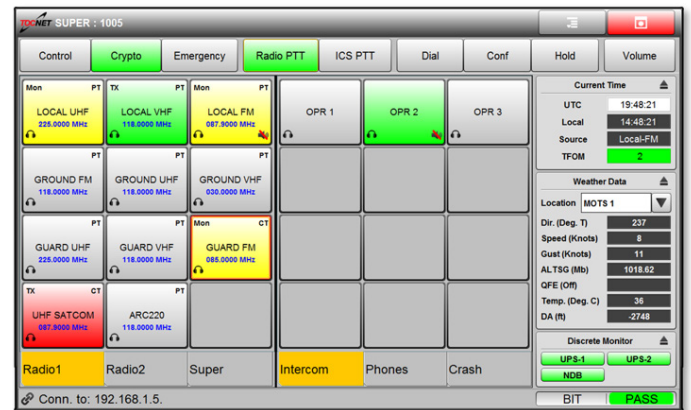 TOCNET SUPER : 1005
Control Crypto Emergency Radio PTT ICS PTT Dial Conf Hold Volume
Mon PT
LOCAL UHF
225.0000 MHz
TX PT
LOCAL VHF
118.0000 MHz
Mon PT
LOCAL FM
087.9000 MHz
OPR 1
OPR 2
OPR 3
PT
GROUND FM
118.0000 MHz
PT
GROUND UHF
118.0000 MHz
PT
GROUND VHF
030.0000 MHz
PT
GUARD UHF
225.0000 MHz
PT
GUARD VHF
118.0000 MHz
Mon CT
GUARD FM
085.0000 MHz
TX CT
UHF SATCOM
087.9000 MHz
PT
ARC220
118.0000 MHz
Radio1 Radio2 Super Intercom Phones Crash
Current Time
UTC 19:48:21
Local 14:48:21
Source Local-FM
TFOM 2
Weather Data
Location MOTS 1
Dir. (Deg. T) 237
Speed (Knots) 8
Gust (Knots) 11
ALTSG (Mb) 1018.62
QFE (Off)
Temp. (Deg. C) 36
DA (ft) -2748
Discrete Monitor
UPS-1 UPS-2
NDB
Conn. to: 192.168.1.5.
BIT PASS